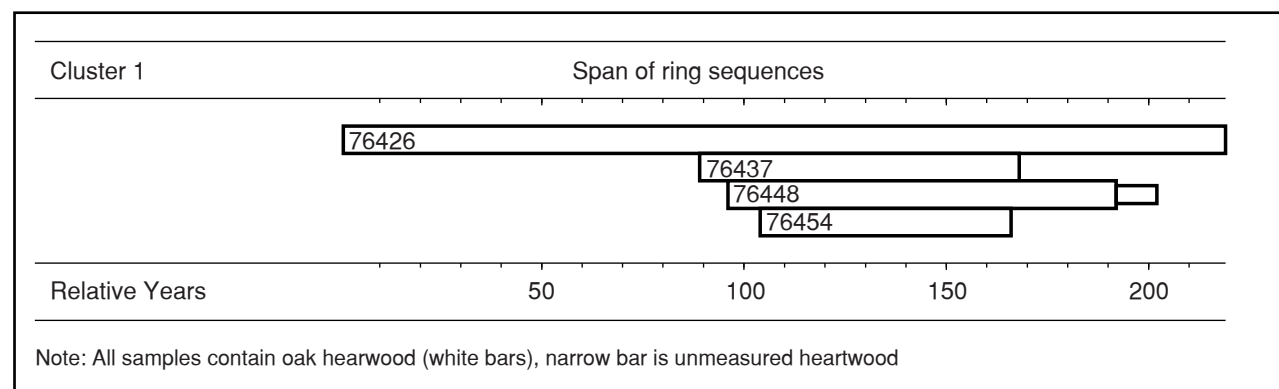 Cluster 1 Span of ring sequences
76426
76437
76448
76454
Relative Years 50 100 150 200
Note: All samples contain oak hearwood (white bars), narrow bar is unmeasured heartwood